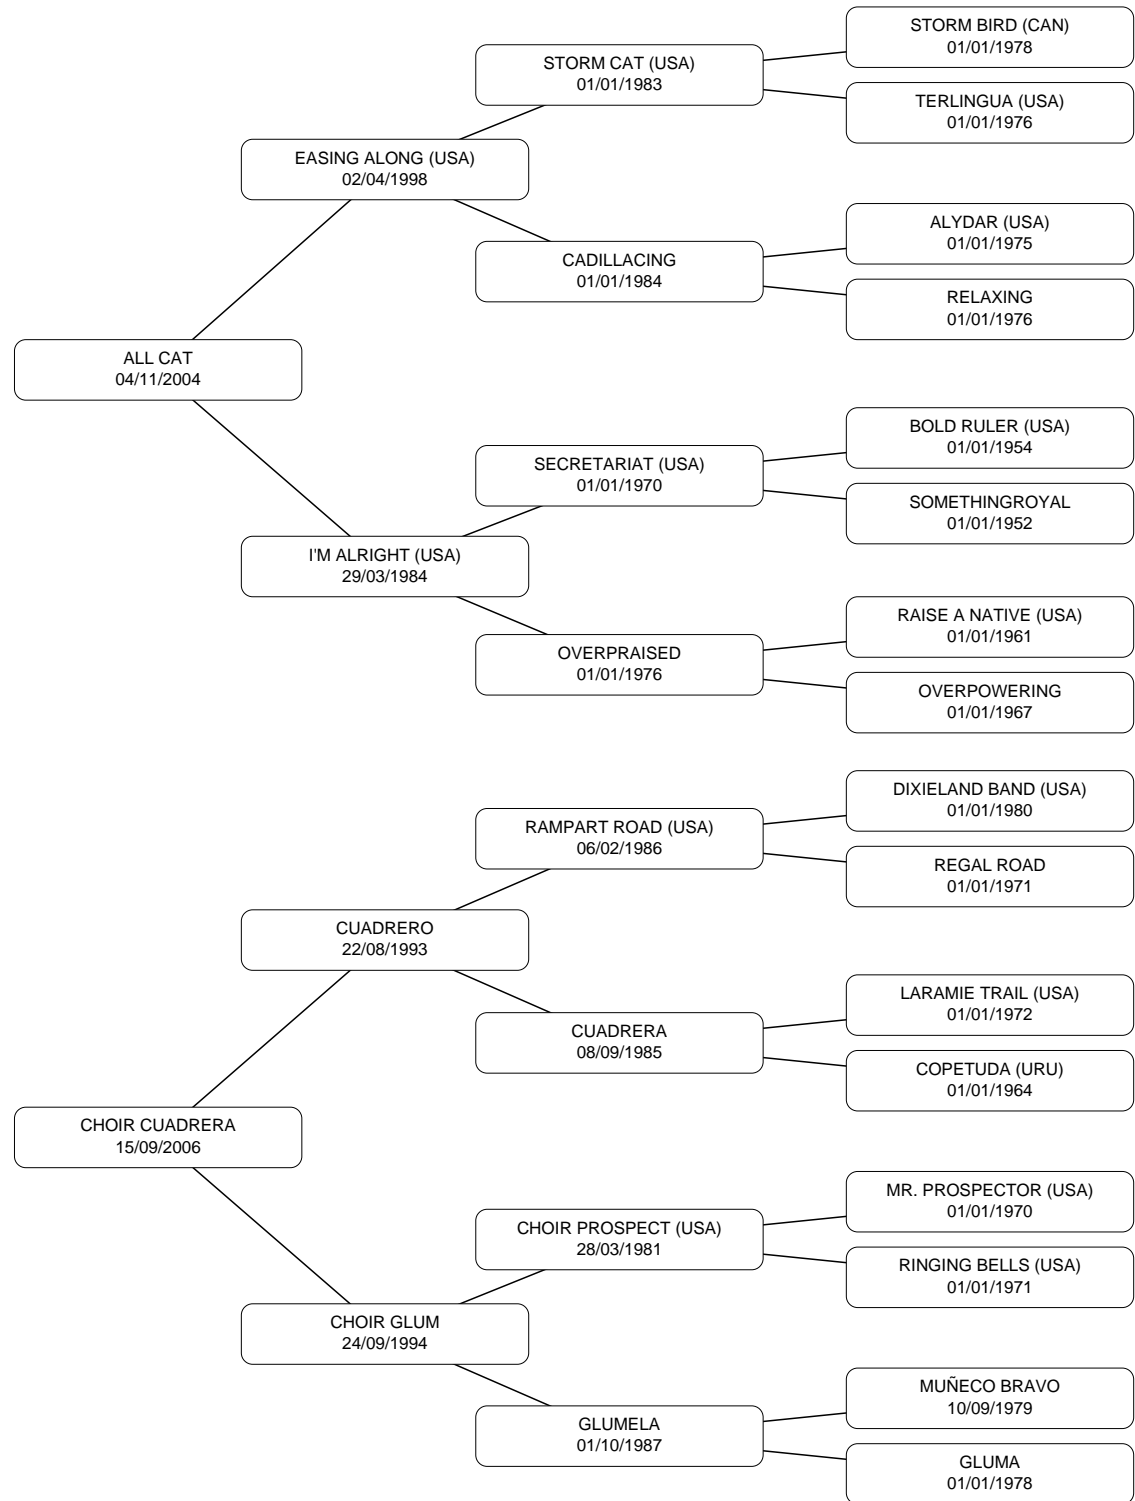 STORM BIRD (CAN)
01/01/1978
STORM CAT (USA)
01/01/1983
TERLINGUA (USA)
01/01/1976
EASING ALONG (USA)
02/04/1998
ALYDAR (USA)
01/01/1975
CADILLACING
01/01/1984
RELAXING
01/01/1976
ALL CAT
04/11/2004
BOLD RULER (USA)
01/01/1954
SECRETARIAT (USA)
01/01/1970
SOMETHINGROYAL
01/01/1952
I'M ALRIGHT (USA)
29/03/1984
RAISE A NATIVE (USA)
01/01/1961
OVERPRAISED
01/01/1976
OVERPOWERING
01/01/1967
DIXIELAND BAND (USA)
01/01/1980
RAMPART ROAD (USA)
06/02/1986
REGAL ROAD
01/01/1971
CUADRERO
22/08/1993
LARAMIE TRAIL (USA)
01/01/1972
CUADRERA
08/09/1985
COPETUDA (URU)
01/01/1964
CHOIR CUADRERA
15/09/2006
MR. PROSPECTOR (USA)
01/01/1970
CHOIR PROSPECT (USA)
28/03/1981
RINGING BELLS (USA)
01/01/1971
CHOIR GLUM
24/09/1994
MUÑECO BRAVO
10/09/1979
GLUMELA
01/10/1987
GLUMA
01/01/1978